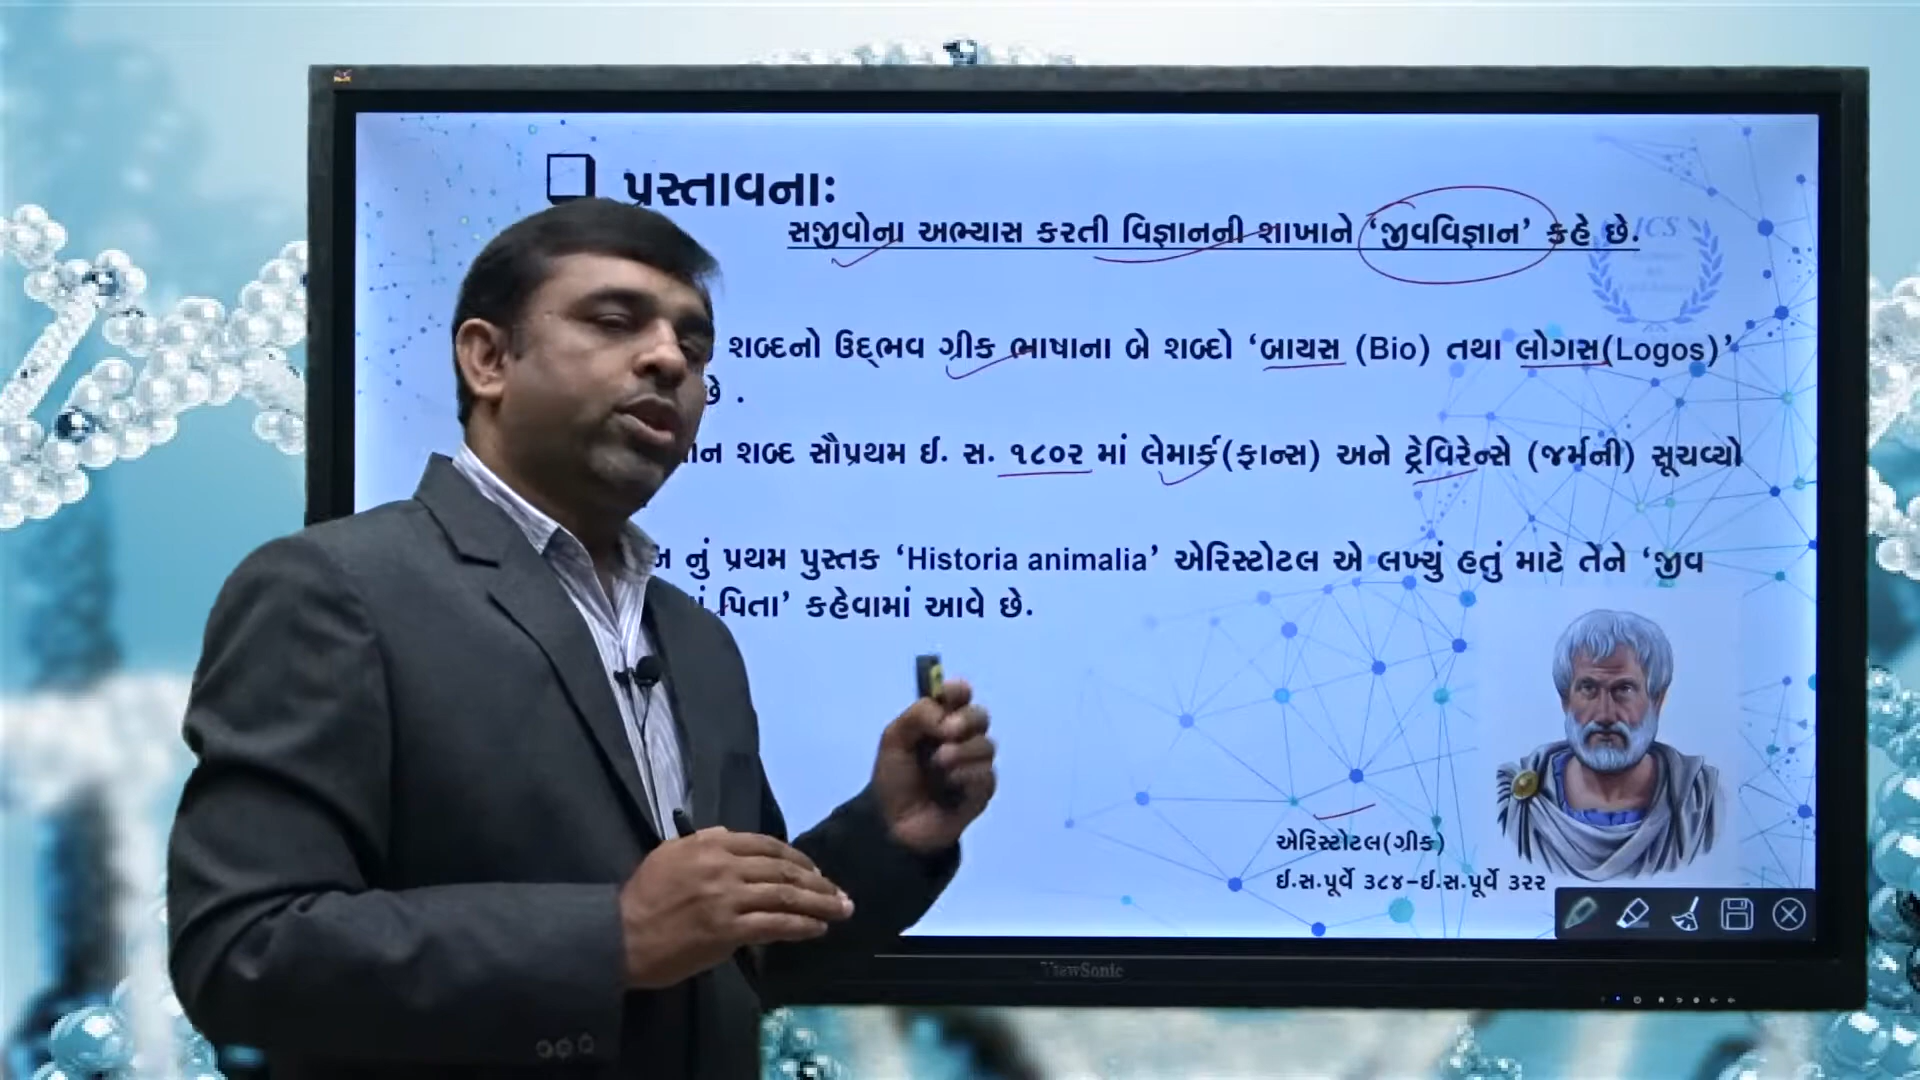 પ્રસ્તાવનાઃ
સજીવોના અભ્યાસ કરતી વિજ્ઞાનની શાખાને ‘જીવવિજ્ઞાન’ કહે છે.
ICS
શબ્દનો ઉદ્ભવ ગ્રીક ભાષાના બે શબ્દો ‘બાયસ (Bio) તથા લોગસ(Logos)’
છે .
શબ્દ સૌપ્રથમ ઈ. સ. ૧૮૦૨ માં લેમાર્ક(ફ્રાન્સ) અને ટ્રેવિરેન્સે (જર્મની) સૂચવ્યો
નું પ્રથમ પુસ્તક ‘Historia animalia’ એરિસ્ટોટલ એ લખ્યું હતું માટે તેને ‘જીવ
પિતા’ કહેવામાં આવે છે.
એરિસ્ટોટલ(ગ્રીક)
ઈ.સ.પૂર્વે ૩૮૪–ઈ.સ.પૂર્વે ૩૨૨
ViewSonic